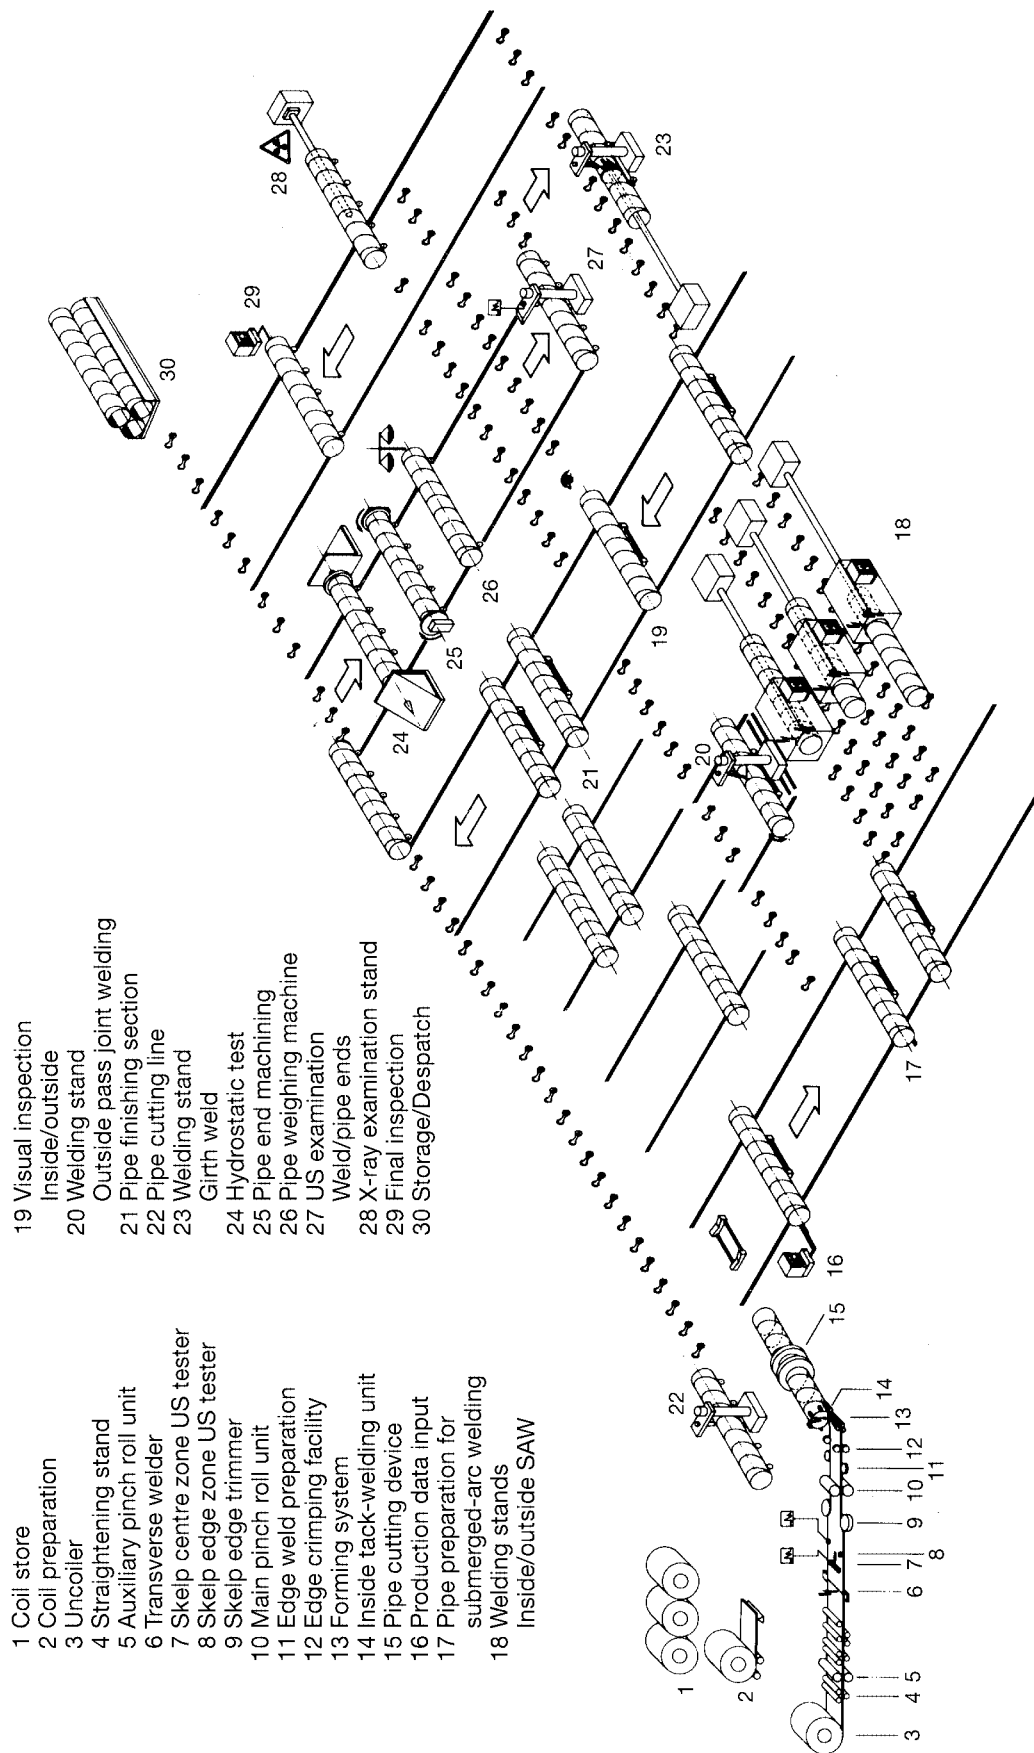 1 Coil store
2 Coil preparation
3 Uncoiler
4 Straightening stand
5 Auxiliary pinch roll unit
6 Transverse welder
7 Skelp centre zone US tester
8 Skelp edge zone US tester
9 Skelp edge trimmer
10 Main pinch roll unit
11 Edge weld preparation
12 Edge crimping facility
13 Forming system
14 Inside tack-welding unit
15 Pipe cutting device
16 Production data input
17 Pipe preparation for
submerged-arc welding
18 Welding stands
Inside/outside SAW
19 Visual inspection
Inside/outside
20 Welding stand
Outside pass joint welding
21 Pipe finishing section
22 Pipe cutting line
23 Welding stand
Girth weld
24 Hydrostatic test
25 Pipe end machining
26 Pipe weighing machine
27 US examination
Weld/pipe ends
28 X-ray examination stand
29 Final inspection
30 Storage/Despatch
1
2
3
4
5
6
7
8
9
10
11
12
13
14
15
16
17
18
19
20
21
22
23
24
25
26
27
28
29
30